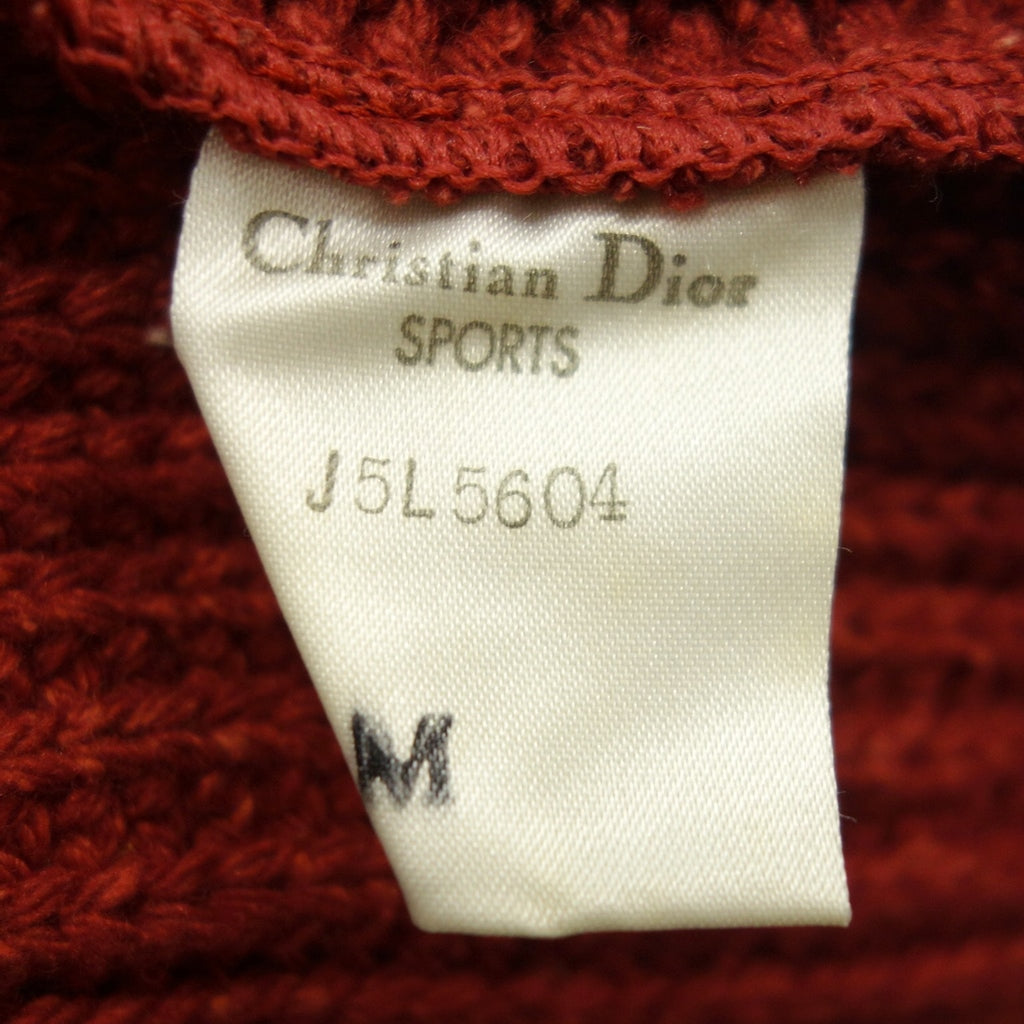 Christian Dior
SPORTS
J5L5604
M